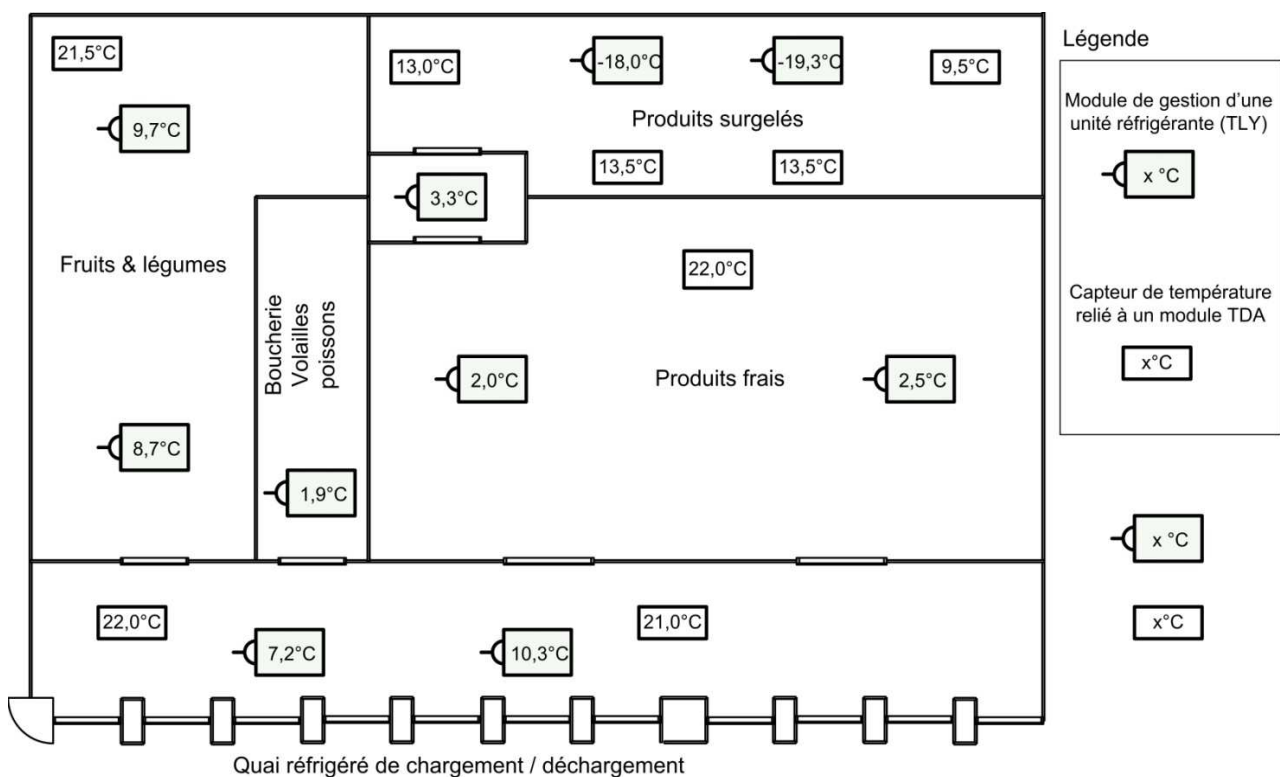 21,5°C
9,7°C
Fruits & légumes
8,7°C
Boucherie
Volailles
poissons
1,9°C
13,0°C
-18,0°C
-19,3°C
9,5°C
Produits surgelés
13,5°C
13,5°C
3,3°C
22,0°C
2,0°C
Produits frais
2,5°C
22,0°C
7,2°C
10,3°C
21,0°C
Quai réfrigéré de chargement / déchargement
Légende
Module de gestion d'une
unité réfrigérante (TLY)
x °C
Capteur de température
relié à un module TDA
x°C
x °C
x°C